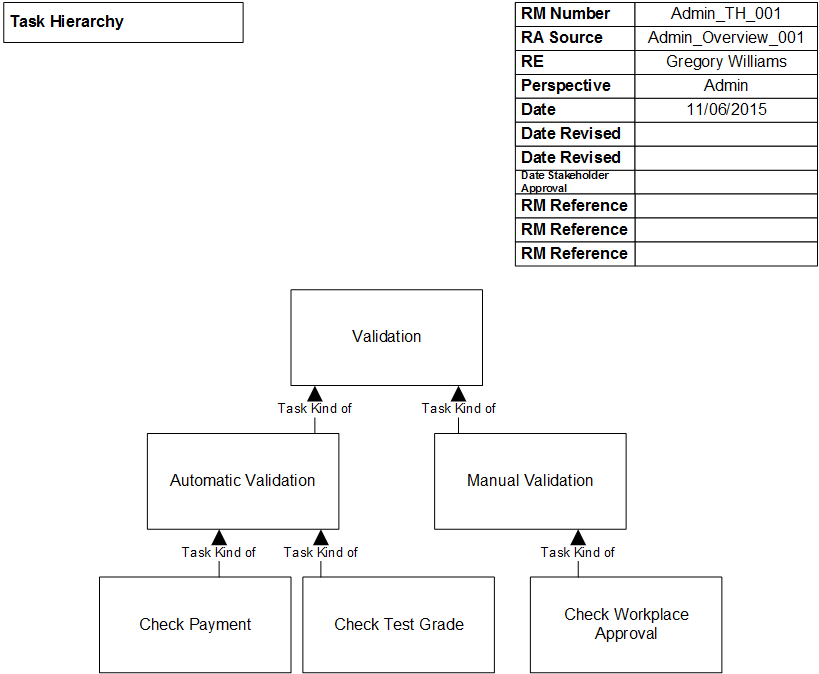 Task Hierarchy
RM Number Admin_TH_001
RA Source Admin_Overview_001
RE Gregory Williams
Perspective Admin
Date 11/06/2015
Date Revised
Date Revised
Date Stakeholder
Approval
RM Reference
RM Reference
RM Reference
Validation
Task Kind of Task Kind of
Automatic Validation Manual Validation
Task Kind of Task Kind of Task Kind of
Check Payment Check Test Grade Check Workplace
Approval